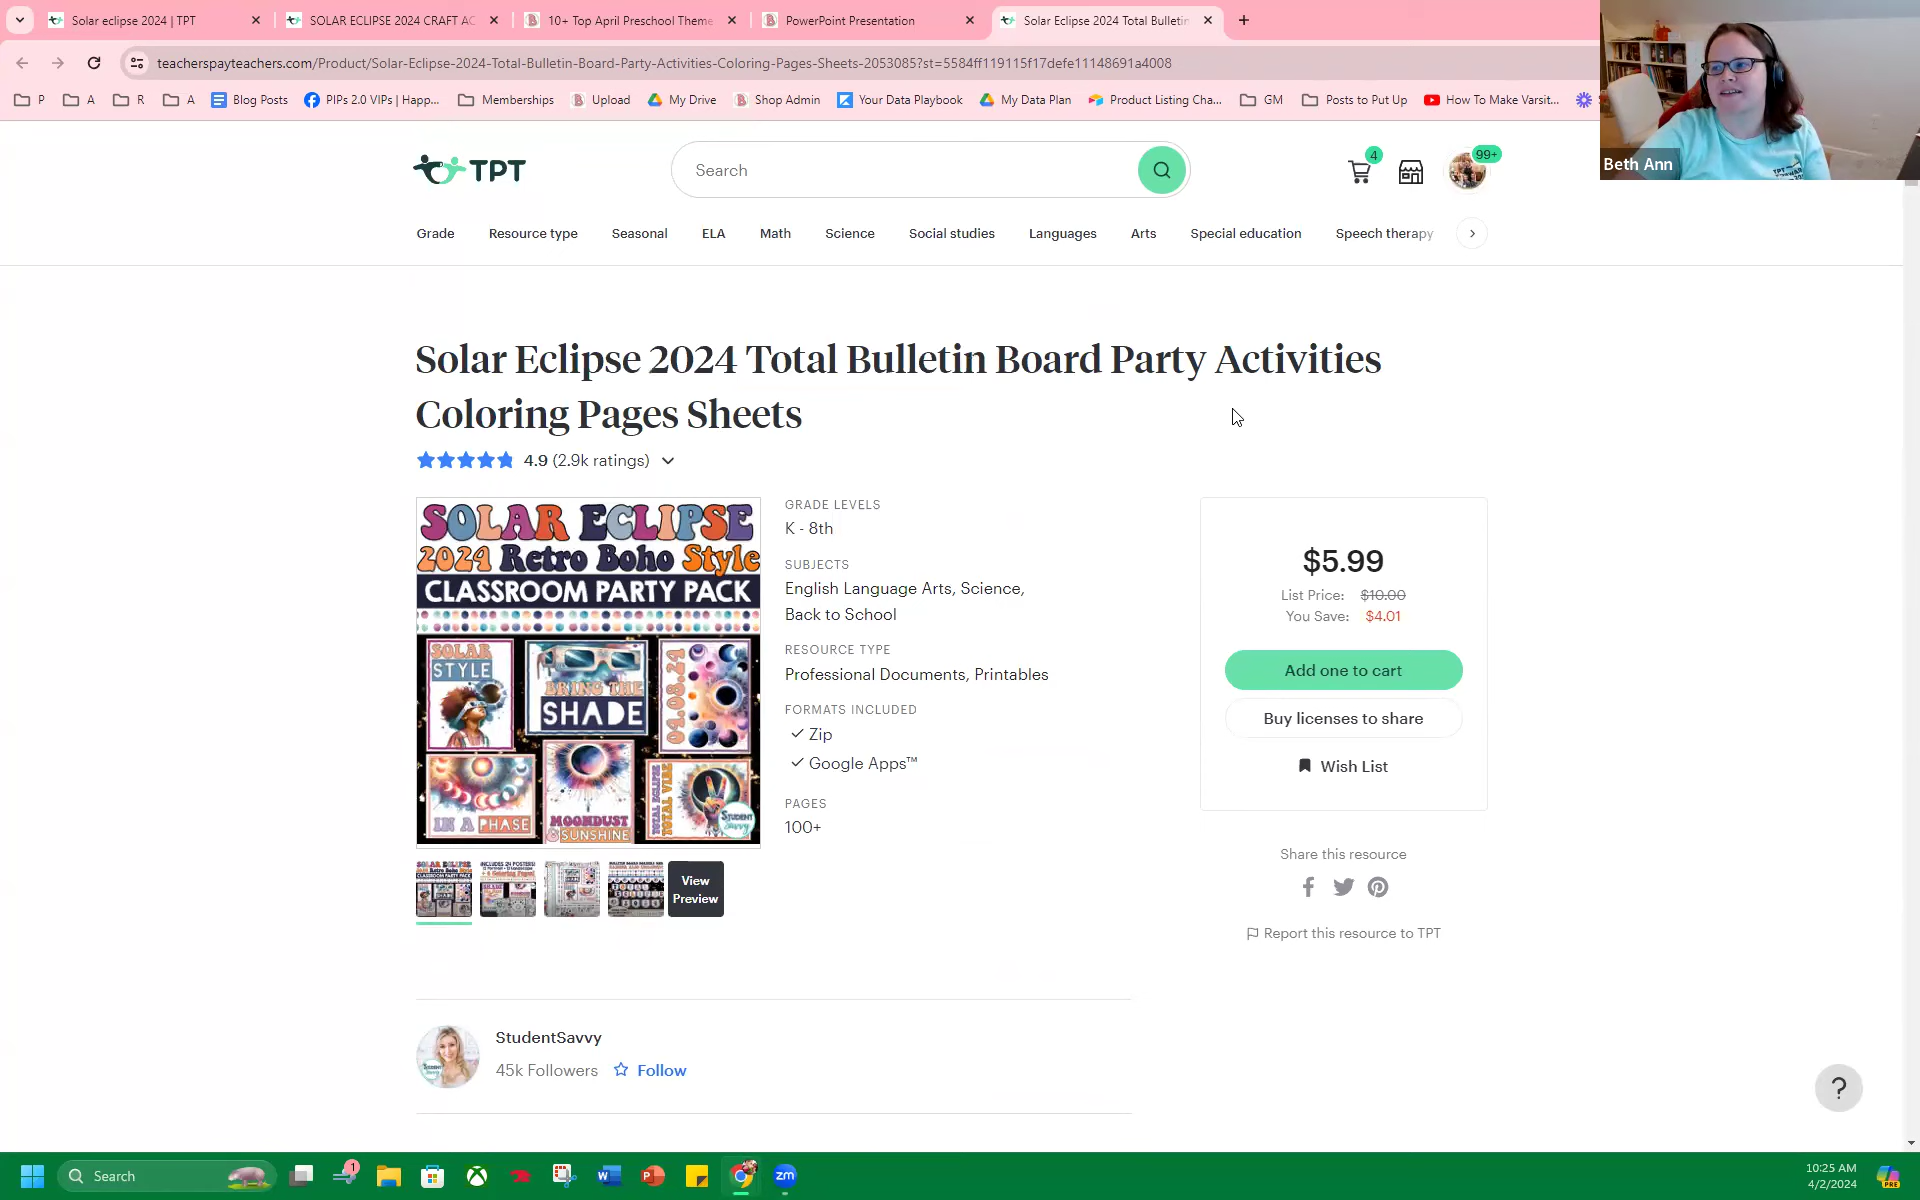 Solar eclipse 2024 | TPT
SOLAR ECLIPSE 2024 CRAFT AC
10+ Top April Preschool Theme
PowerPoint Presentation
Solar Eclipse 2024 Total Bulletin
teacherspayteachers.com/Product/Solar-Eclipse-2024-Total-Bulletin-Board-Party-Activities-Coloring-Pages-Sheets-2053085?st=5584ff119115f17defe11148691a4008
P
A
R
A
Blog Posts
PIPs 2.0 VIPs | Happ...
Memberships
Upload
My Drive
Shop Admin
Your Data Playbook
My Data Plan
Product Listing Cha...
GM
Posts to Put Up
How To Make Varsit...
Beth Ann
TPT
Search
4
99+
Grade
Resource type
Seasonal
ELA
Math
Science
Social studies
Languages
Arts
Special education
Speech therapy
Solar Eclipse 2024 Total Bulletin Board Party Activities
Coloring Pages Sheets
4.9 (2.9k ratings)
SOLAR ECLIPSE
2024 Retro Boho Style
CLASSROOM PARTY PACK
SOLAR
STYLE
BRING THE
SHADE
04.08.24
IN A PHASE
MOONDUST
& SUNSHINE
TOTAL ECLIPSE
TOTAL VIBE
STUDENT
Savvy
View
Preview
GRADE LEVELS
K - 8th
SUBJECTS
English Language Arts, Science,
Back to School
RESOURCE TYPE
Professional Documents, Printables
FORMATS INCLUDED
Zip
Google Apps™
PAGES
100+
$5.99
List Price: $10.00
You Save: $4.01
Add one to cart
Buy licenses to share
Wish List
Share this resource
Report this resource to TPT
StudentSavvy
45k Followers
Follow
?
Search
1
zm
10:25 AM
4/2/2024